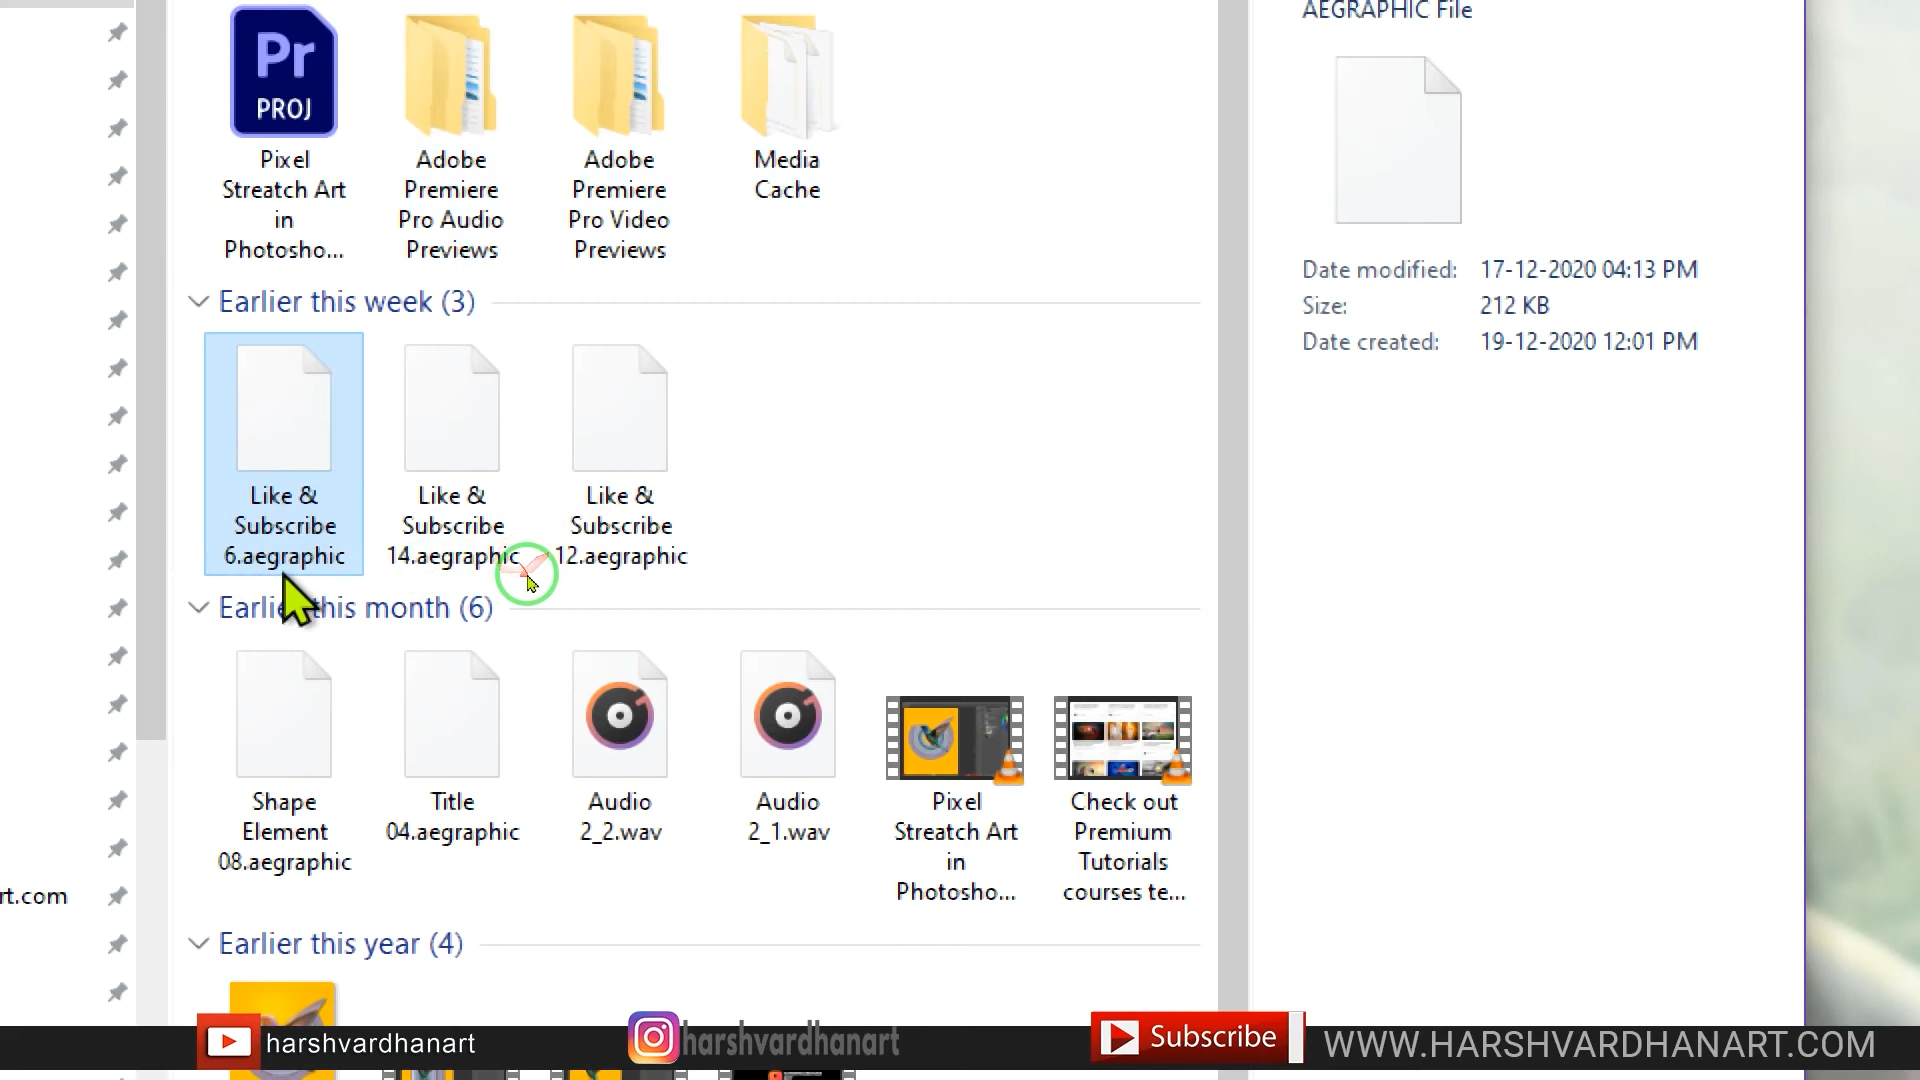 AEGRAPHIC File
Pr
PROJ
Pixel
Streatch Art
in
Photosho...
Adobe
Premiere
Pro Audio
Previews
Adobe
Premiere
Pro Video
Previews
Media
Cache
Date modified: 17-12-2020 04:13 PM
Size: 212 KB
Date created: 19-12-2020 12:01 PM
Earlier this week (3)
Like &
Subscribe
6.aegraphic
Like &
Subscribe
14.aegraphic
Like &
Subscribe
12.aegraphic
Earlier this month (6)
Shape
Element
08.aegraphic
Title
04.aegraphic
Audio
2_2.wav
Audio
2_1.wav
Pixel
Streatch Art
in
Photosho...
Check out
Premium
Tutorials
courses te...
rt.com
Earlier this year (4)
harshvardhanart
harshvardhanart
Subscribe
WWW.HARSHVARDHANART.COM